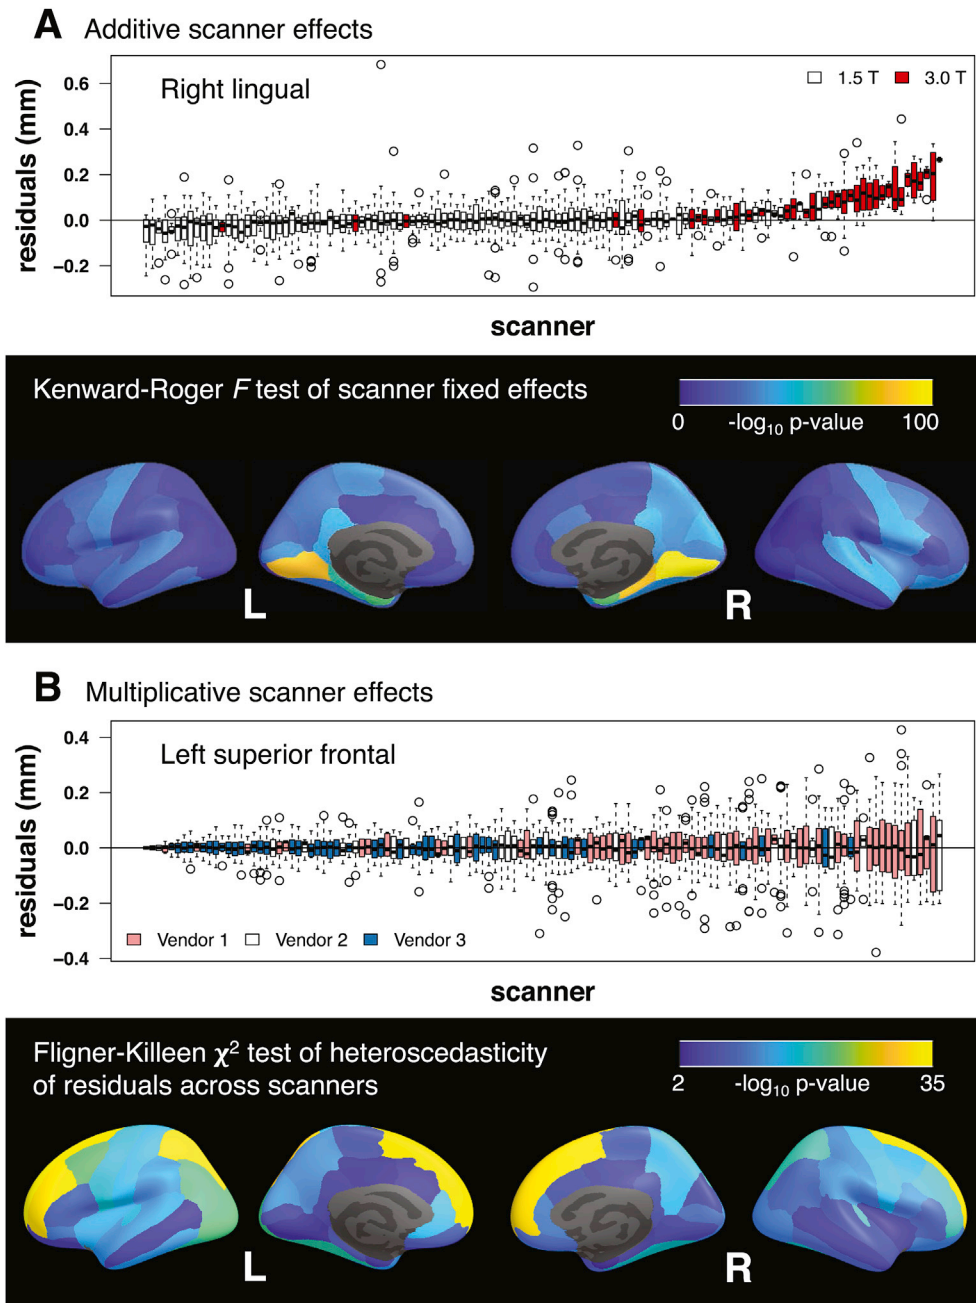 A Additive scanner effects
Right lingual
1.5 T 3.0 T
0.6
0.4
0.2
0.0
−0.2
residuals (mm)
scanner
Kenward-Roger F test of scanner fixed effects
0 -log₁₀ p-value 100
L R
B Multiplicative scanner effects
Left superior frontal
0.4
0.2
0.0
−0.2
−0.4
residuals (mm)
Vendor 1 Vendor 2 Vendor 3
scanner
Fligner-Killeen χ² test of heteroscedasticity
of residuals across scanners
2 -log₁₀ p-value 35
L R